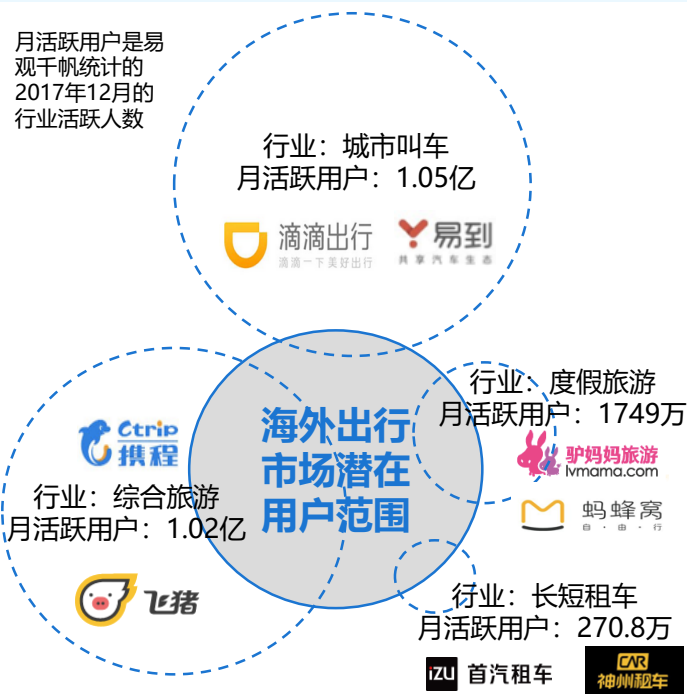 月活跃用户是易
观千帆统计的
2017年12月的
行业活跃人数
行业：城市叫车
月活跃用户：1.05亿
滴滴出行
滴滴一下 美好出行
易到
共享汽车生态
海外出行
市场潜在
用户范围
Ctrip
携程
行业：综合旅游
月活跃用户：1.02亿
飞猪
行业：度假旅游
月活跃用户：1749万
驴妈妈旅游
lvmama.com
蚂蜂窝
自·由·行
行业：长短租车
月活跃用户：270.8万
iZU 首汽租车
CAR
神州租车